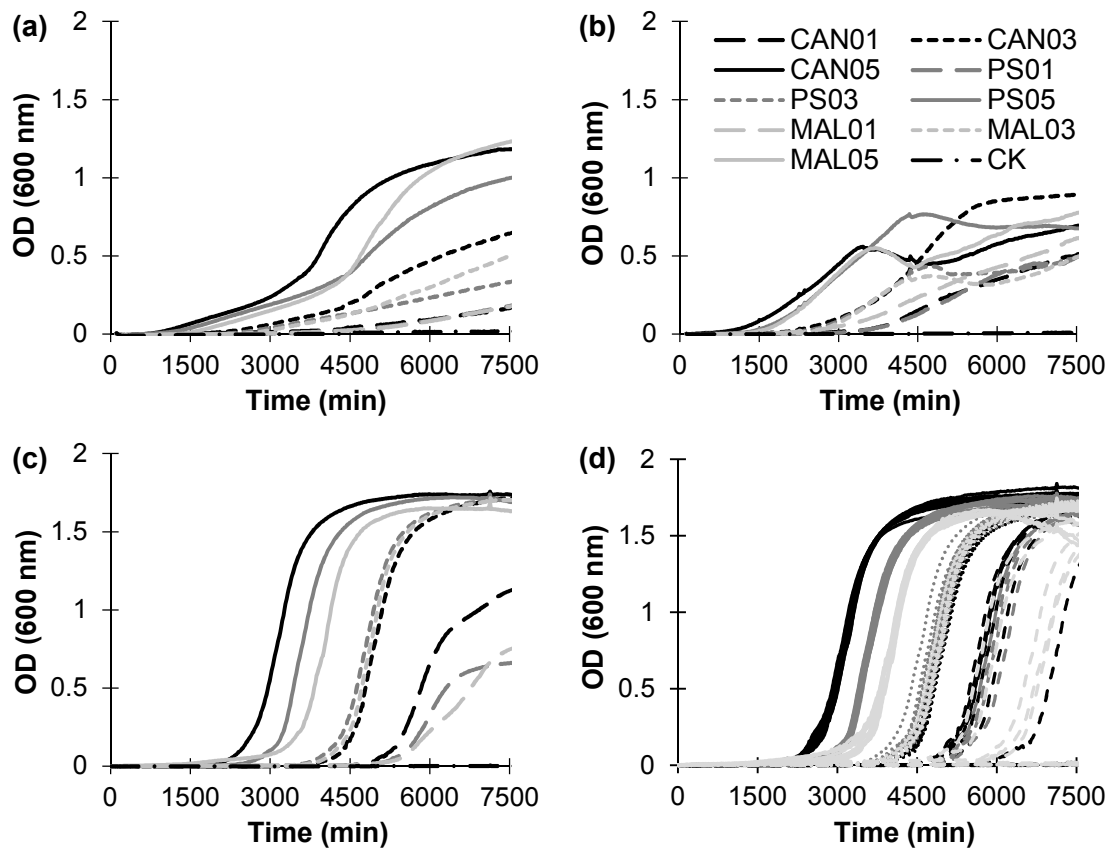 (a)
2
1.5
1
0.5
0
OD (600 nm)
0 1500 3000 4500 6000 7500
Time (min)
(b)
2
1.5
1
0.5
0
OD (600 nm)
CAN01 CAN03
CAN05 PS01
PS03 PS05
MAL01 MAL03
MAL05 CK
0 1500 3000 4500 6000 7500
Time (min)
(c)
2
1.5
1
0.5
0
OD (600 nm)
0 1500 3000 4500 6000 7500
Time (min)
(d)
2
1.5
1
0.5
0
OD (600 nm)
0 1500 3000 4500 6000 7500
Time (min)